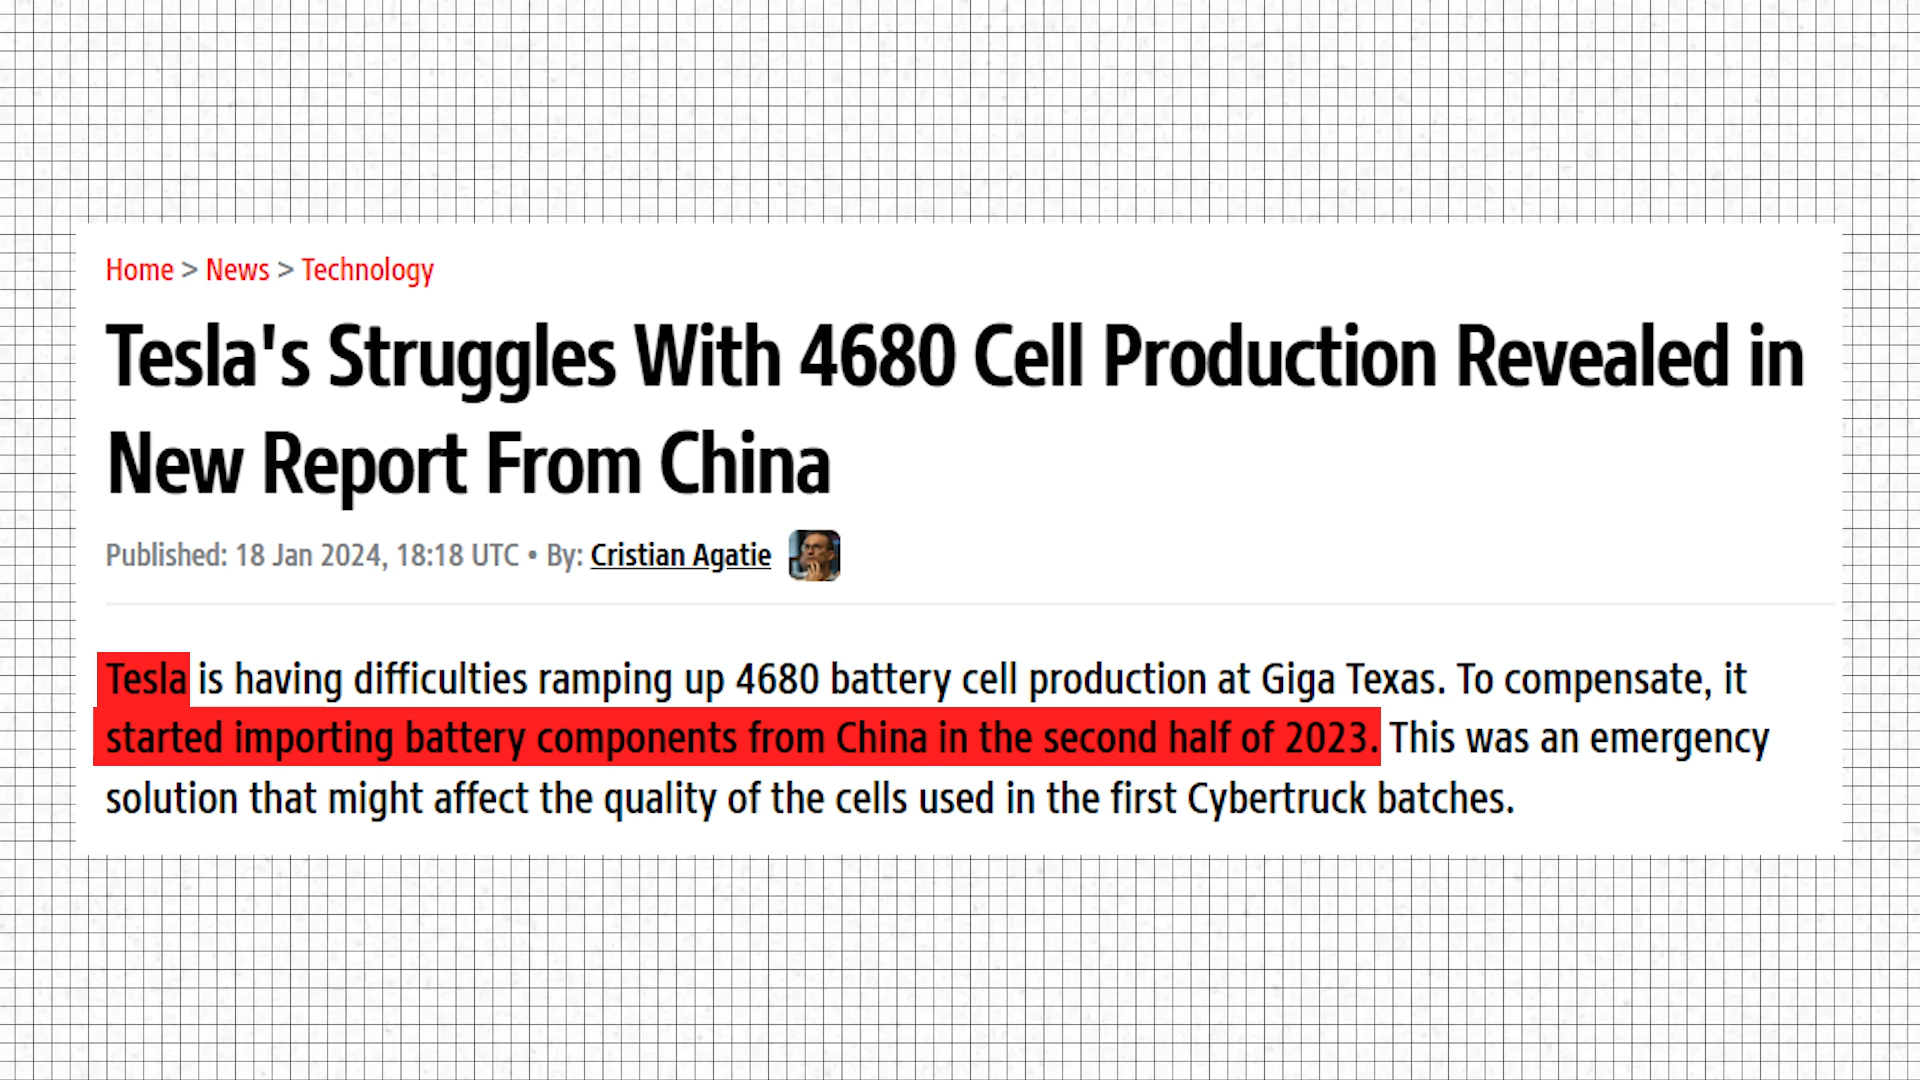 Home > News > Technology
Tesla's Struggles With 4680 Cell Production Revealed in
New Report From China
Published: 18 Jan 2024, 18:18 UTC • By: Cristian Agatie
Tesla is having difficulties ramping up 4680 battery cell production at Giga Texas. To compensate, it
started importing battery components from China in the second half of 2023. This was an emergency
solution that might affect the quality of the cells used in the first Cybertruck batches.